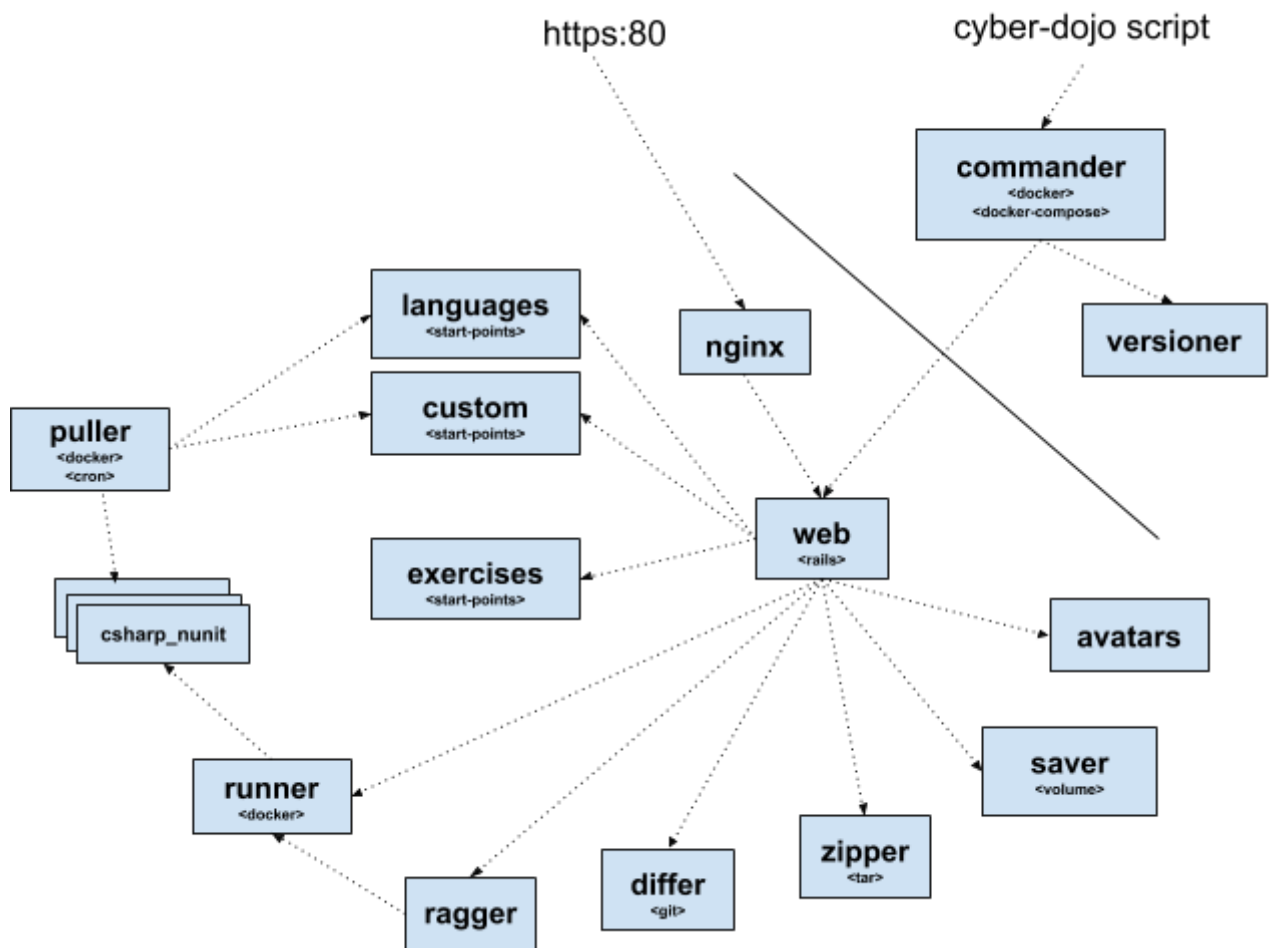 https:80
cyber-dojo script
commander
<docker>
<docker-compose>
languages
<start-points>
nginx
versioner
custom
<start-points>
puller
<docker>
<cron>
web
<rails>
exercises
<start-points>
csharp_nunit
avatars
runner
<docker>
saver
<volume>
zipper
<tar>
differ
<git>
ragger